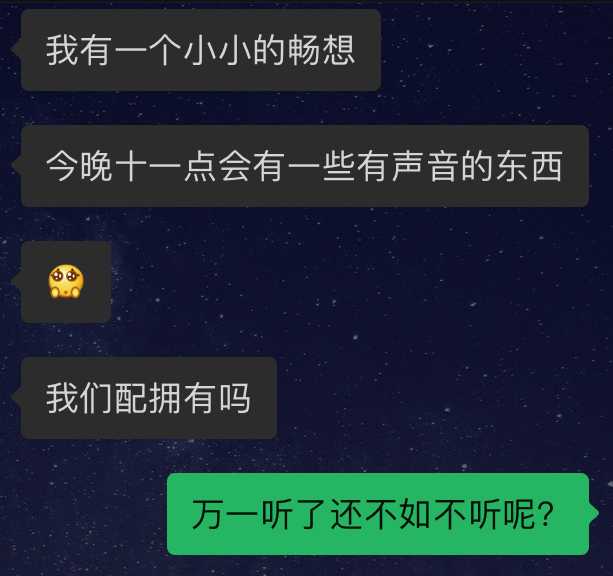 我有一个小小的畅想
今晚十一点会有一些有声音的东西
🥺
我们配拥有吗
万一听了还不如不听呢?